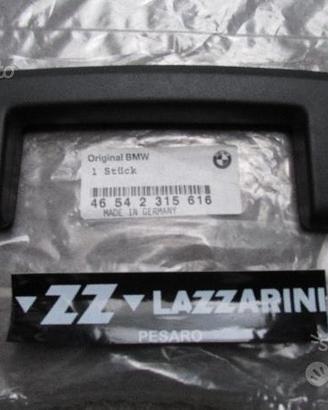 Original BMW
1 Stück
46 54 2 315 616
MADE IN GERMANY
ZZ LAZZARINI
PESARO